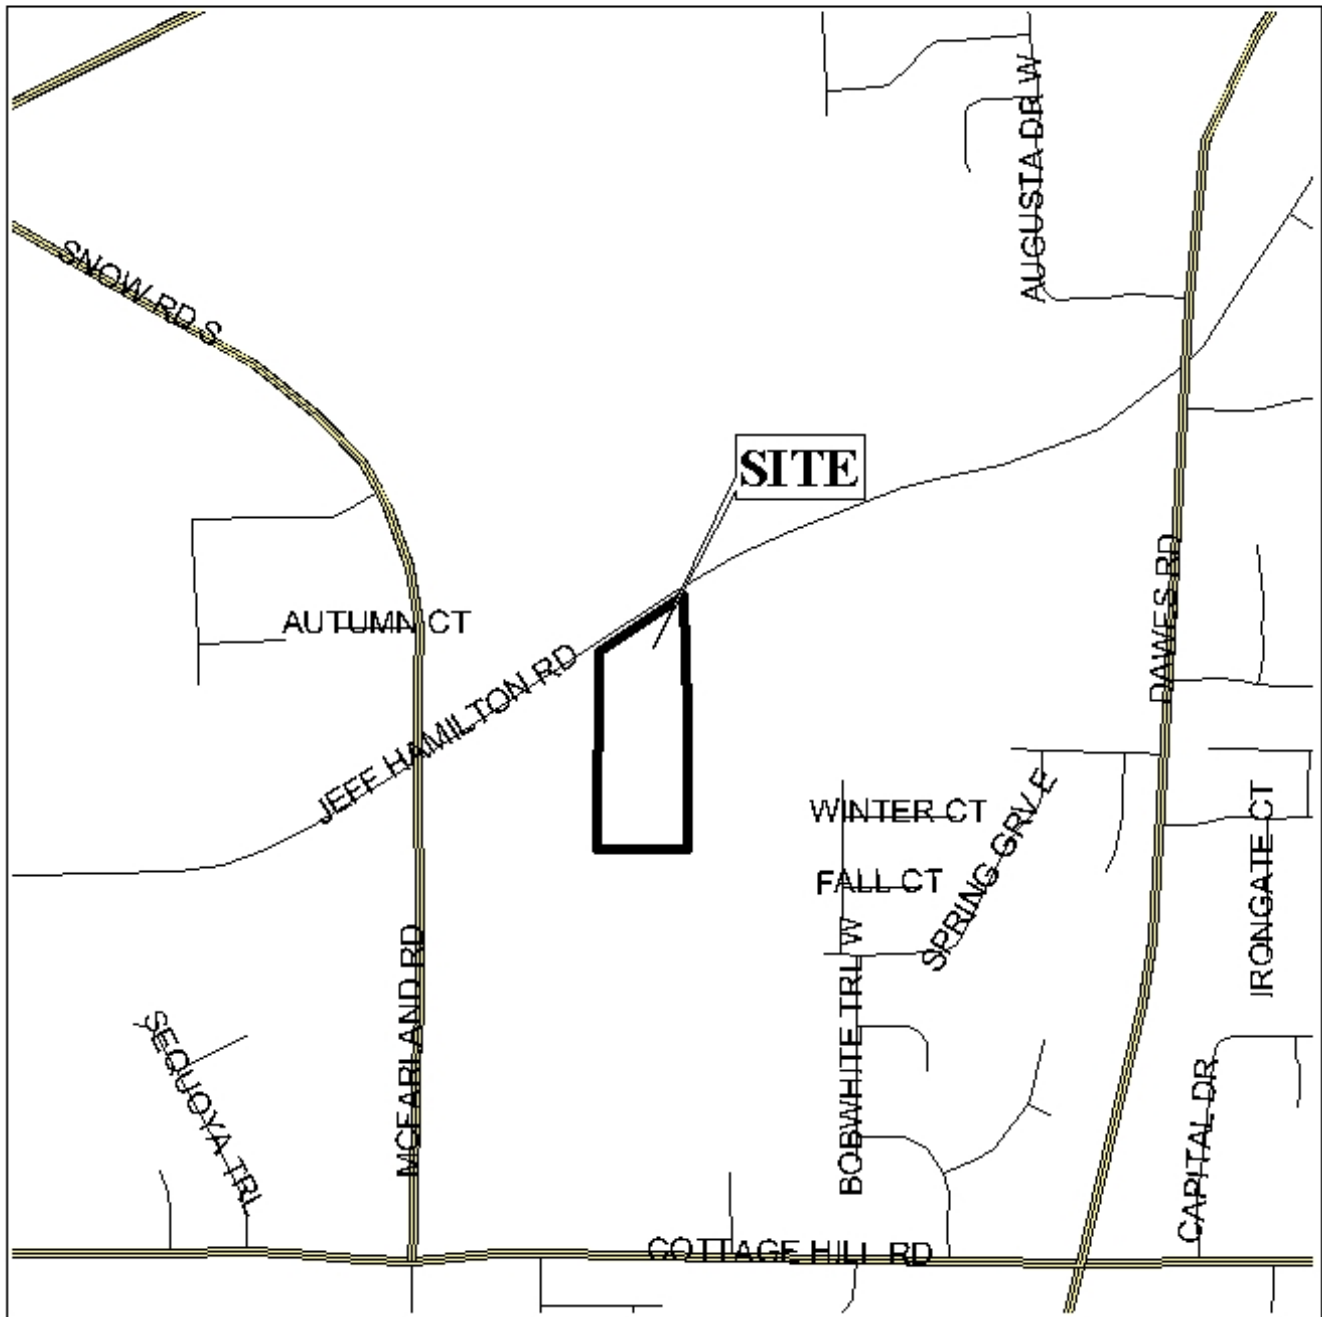 AUGUSTA DR W
SNOW RD S
SITE
AUTUMN CT
JEFF HAMILTON RD
DAWES RD
WINTER CT
SPRING GRV E
IRONGATE CT
FALL CT
MCFARLAND RD
BOBWHITE TRL W
SEQUOYA TRL
CAPITAL DR
COTTAGE HILL RD